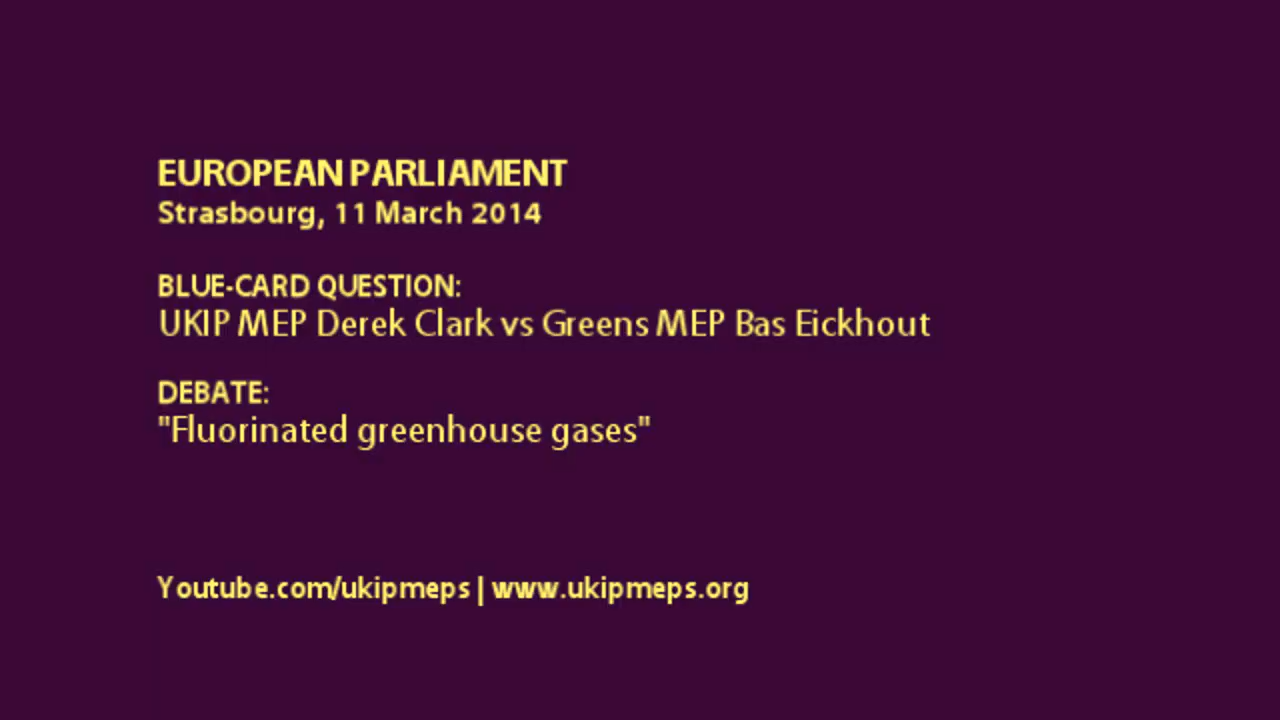 EUROPEAN PARLIAMENT
Strasbourg, 11 March 2014
BLUE-CARD QUESTION:
UKIP MEP Derek Clark vs Greens MEP Bas Eickhout
DEBATE:
"Fluorinated greenhouse gases"
Youtube.com/ukipmeps | www.ukipmeps.org